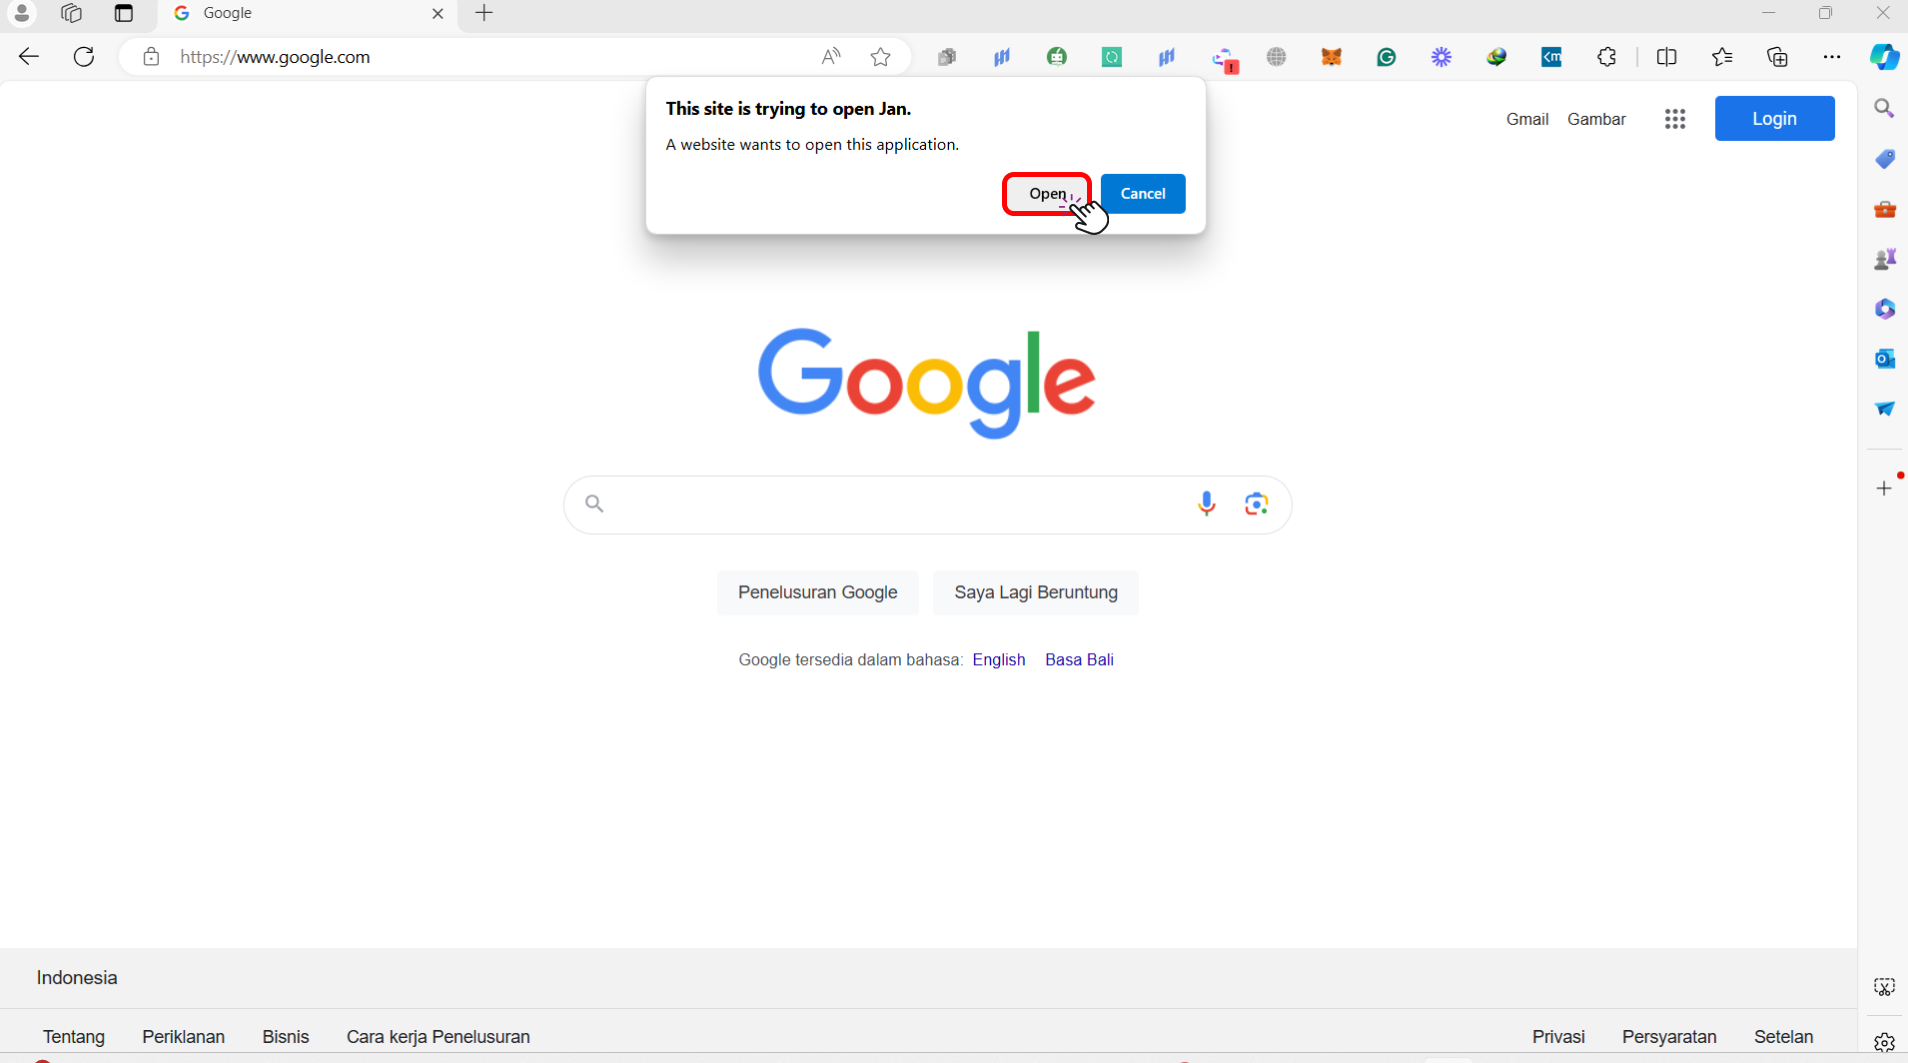 Google
https://www.google.com
This site is trying to open Jan.
A website wants to open this application.
Open
Cancel
Gmail
Gambar
Login
Google
Penelusuran Google
Saya Lagi Beruntung
Google tersedia dalam bahasa: English Basa Bali
Indonesia
Tentang
Periklanan
Bisnis
Cara kerja Penelusuran
Privasi
Persyaratan
Setelan